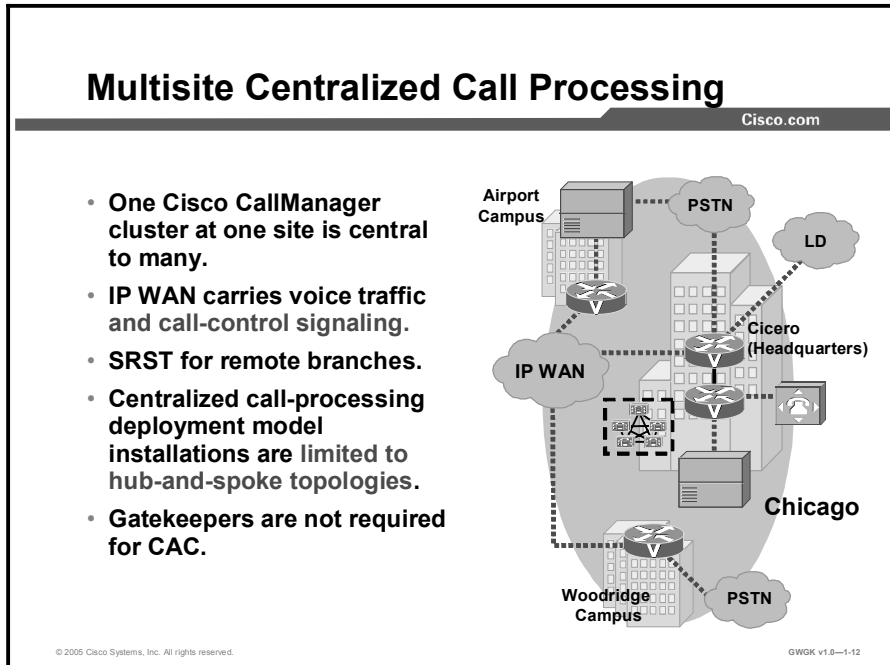 Multisite Centralized Call Processing
Cisco.com
• One Cisco CallManager
cluster at one site is central
to many.
• IP WAN carries voice traffic
and call-control signaling.
• SRST for remote branches.
• Centralized call-processing
deployment model
installations are limited to
hub-and-spoke topologies.
• Gatekeepers are not required
for CAC.
Airport
Campus
PSTN
LD
V
Cicero
(Headquarters)
V
IP WAN
V
Chicago
V
Woodridge
Campus
PSTN
© 2005 Cisco Systems, Inc. All rights reserved.
GWGK v1.0—1-12